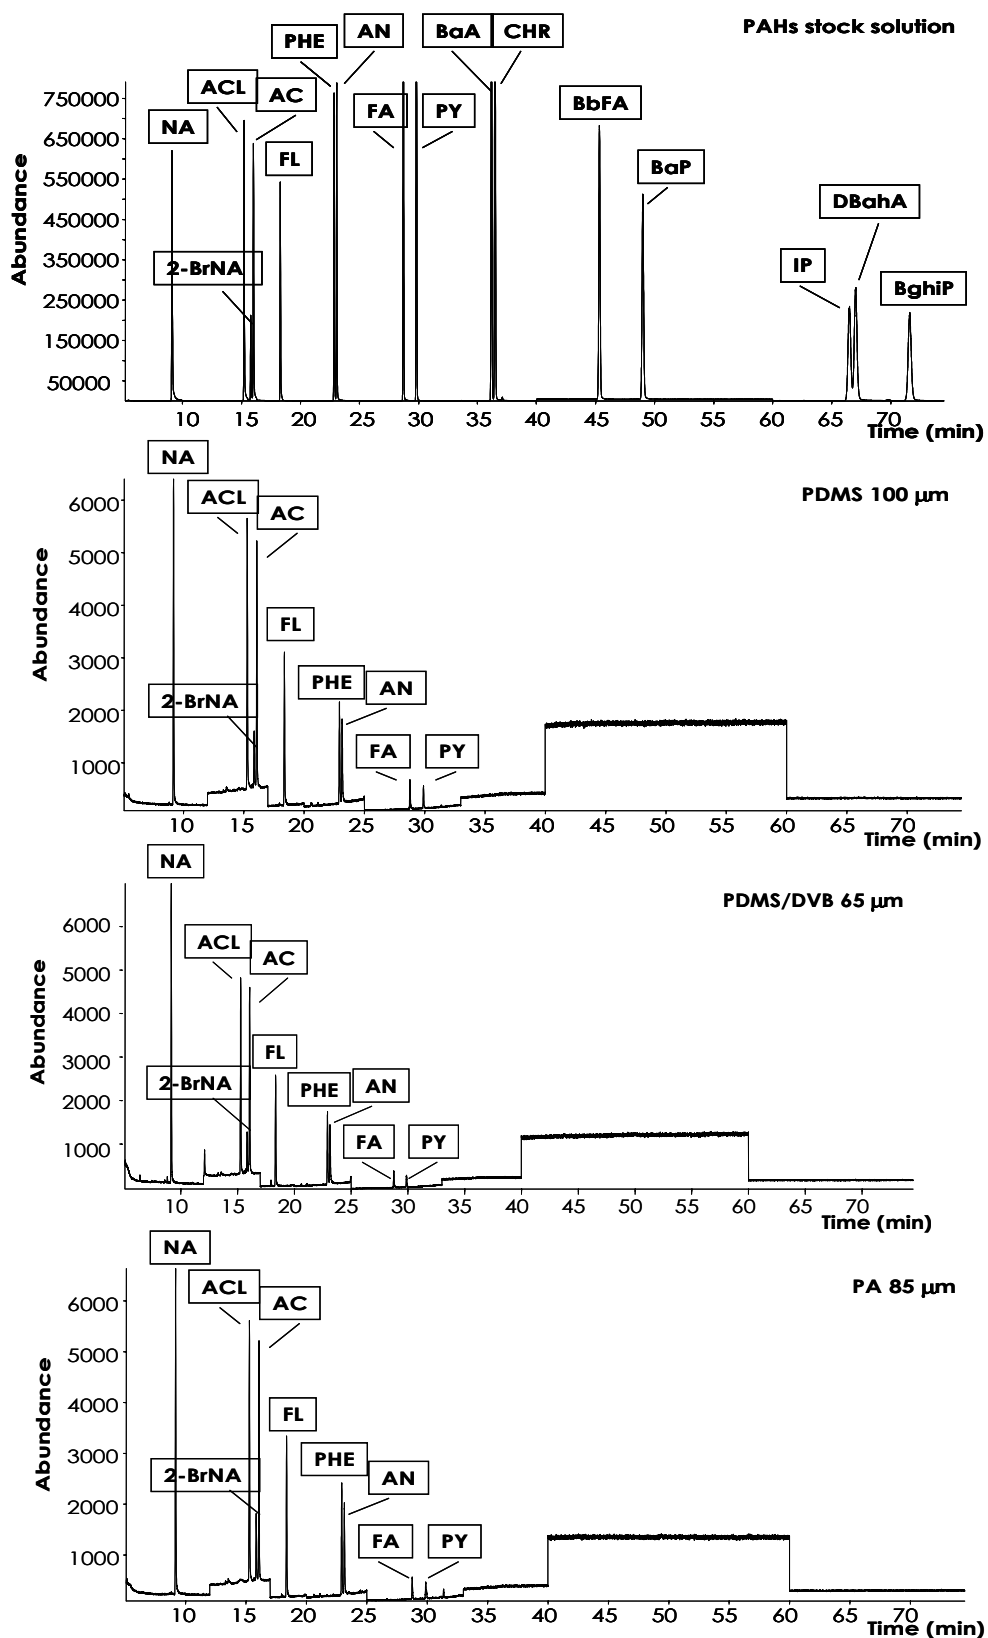 PAHs stock solution
PHE AN BaA CHR
ACL AC FA PY BbFA
NA
FL BaP
2-BrNA DBahA
IP BghiP
Abundance
750000
650000
550000
450000
350000
250000
150000
50000
10 15 20 25 30 35 40 45 50 55 60 65 70
Time (min)
PDMS 100 µm
NA
ACL AC
FL
2-BrNA PHE AN
FA PY
Abundance
6000
5000
4000
3000
2000
1000
10 15 20 25 30 35 40 45 50 55 60 65 70
Time (min)
PDMS/DVB 65 µm
NA
ACL AC
FL
2-BrNA PHE AN
FA PY
Abundance
6000
5000
4000
3000
2000
1000
10 15 20 25 30 35 40 45 50 55 60 65 70
Time (min)
PA 85 µm
NA
ACL AC
FL
2-BrNA PHE AN
FA PY
Abundance
6000
5000
4000
3000
2000
1000
10 15 20 25 30 35 40 45 50 55 60 65 70
Time (min)